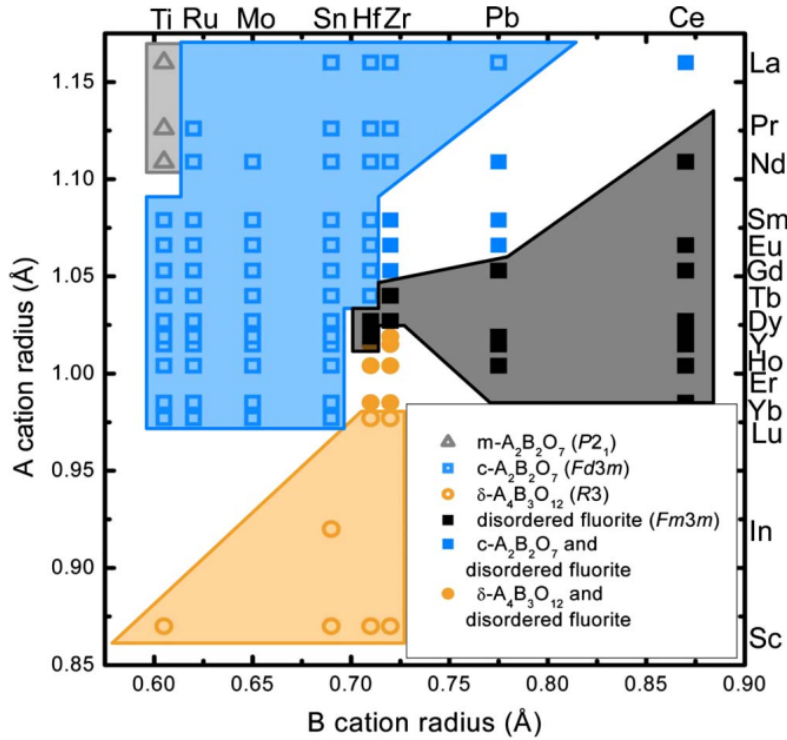 Ti Ru Mo Sn Hf Zr Pb Ce
1.15
1.10
1.05
1.00
0.95
0.90
0.85
A cation radius (Å)
La
Pr
Nd
Sm
Eu
Gd
Tb
Dy
Y
Ho
Er
Yb
Lu
In
Sc
m-A₂B₂O₇ (P2₁)
c-A₂B₂O₇ (Fd3m)
δ-A₄B₃O₁₂ (R3)
disordered fluorite (Fm3m)
c-A₂B₂O₇ and
disordered fluorite
δ-A₄B₃O₁₂ and
disordered fluorite
0.60 0.65 0.70 0.75 0.80 0.85 0.90
B cation radius (Å)